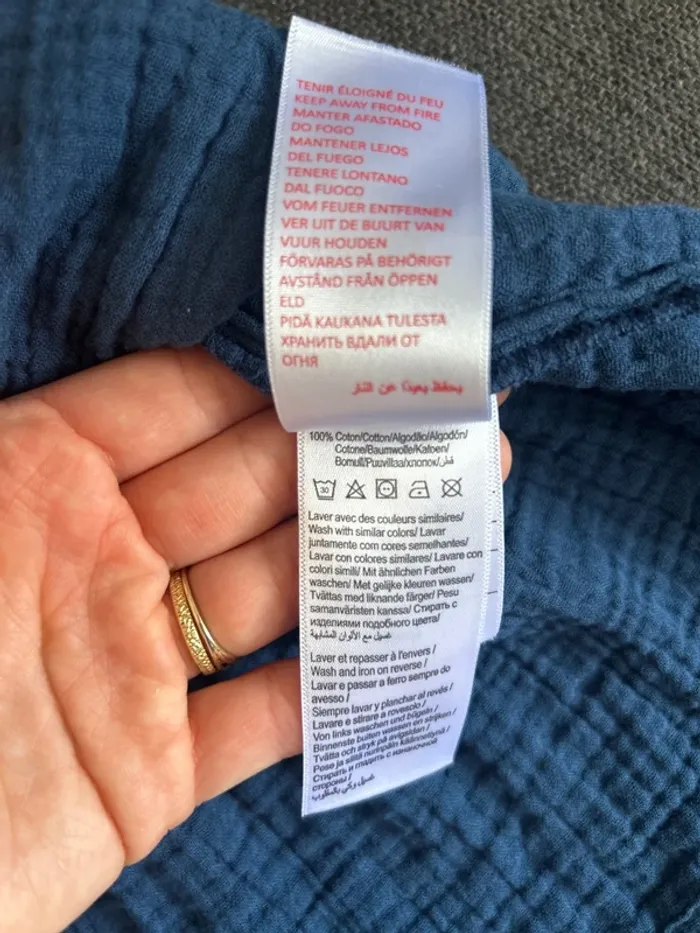 TENIR ÉLOIGNÉ DU FEU
KEEP AWAY FROM FIRE
MANTER AFASTADO
DO FOGO
MANTENER LEJOS
DEL FUEGO
TENERE LONTANO
DAL FUOCO
VOM FEUER ENTFERNEN
VER UIT DE BUURT VAN
VUUR HOUDEN
FÖRVARAS PÅ BEHÖRIGT
AVSTÅND FRÅN ÖPPEN
ELD
PIDÄ KAUKANA TULESTA
ХРАНИТЬ ВДАЛИ ОТ
ОГНЯ
يحفظ بعيدًا عن النار
100% Coton/Cotton/Algodão/Algodón/
Cotone/Baumwolle/Katoen/
Bomull/Puuvillaa/хлопок/قطن
30
Laver avec des couleurs similaires/
Wash with similar colors/ Lavar
juntamente com cores semelhantes/
Lavar con colores similares/ Lavare con
colori simili/ Mit ähnlichen Farben
waschen/ Met gelijke kleuren wassen/
Tvättas med liknande färger/ Pesu
samanväristen kanssa/ Стирать с
изделиями подобного цвета/
غسيل مع الألوان المشابهة
Laver et repasser à l'envers /
Wash and iron on reverse /
Lavar e passar a ferro sempre do
avesso /
Siempre lavar y planchar al revés /
Lavare e stirare a rovescio /
Von links waschen und bügeln /
Binnenste buiten wassen en strijken /
Tvätta och stryk på avigsidan /
Pese ja silitä nurinpäin käännettynä /
Стирать и гладить с изнаночной
стороны /
غسيل وكي بالمقلوب